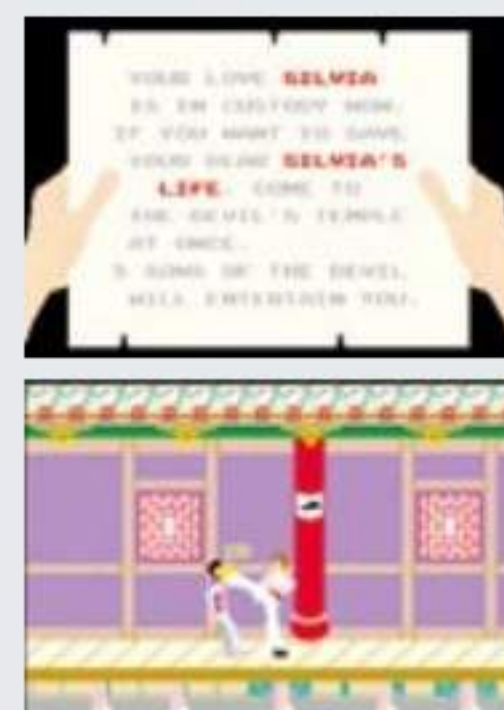 YOUR LOVE SILVIA
IS IN CUSTODY NOW.
IF YOU WANT TO SAVE
YOUR DEAR SILVIA'S
LIFE, COME TO
THE DEVIL'S TEMPLE
AT ONCE.
5 SONS OF THE DEVIL
WILL ENTERTAIN YOU.